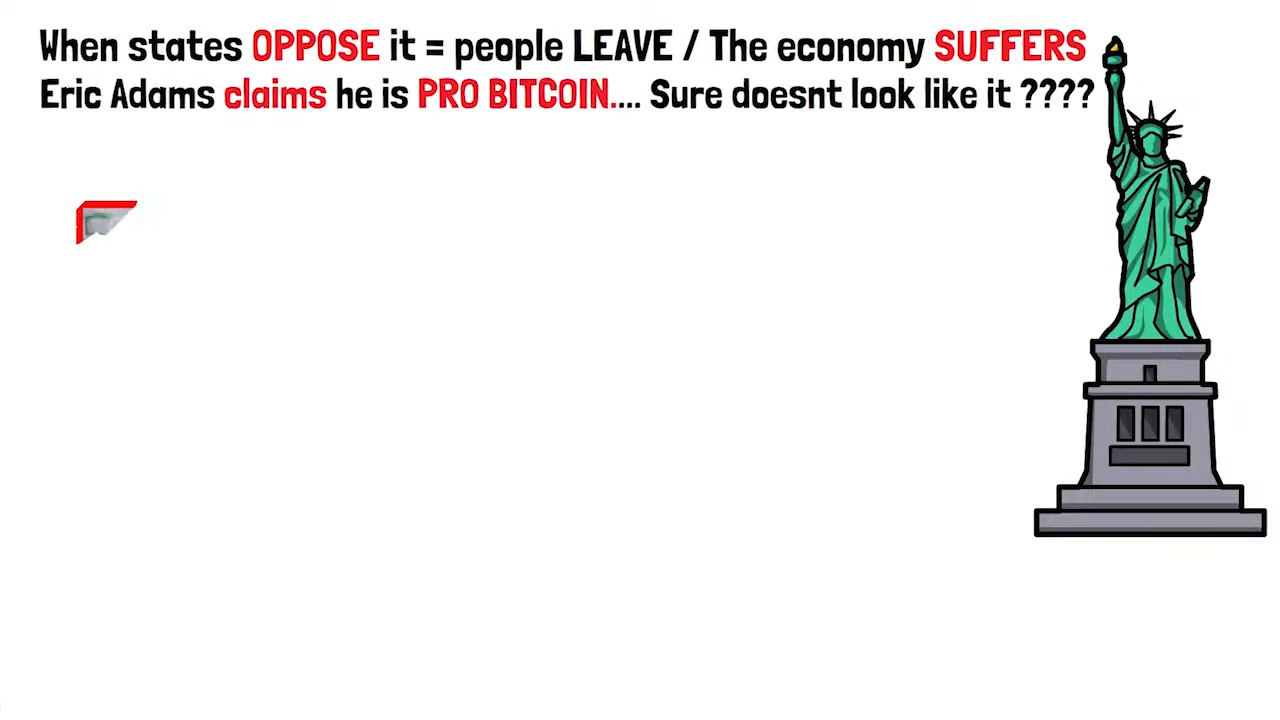 When states OPPOSE it = people LEAVE / The economy SUFFERS
Eric Adams claims he is PRO BITCOIN.... Sure doesnt look like it ????